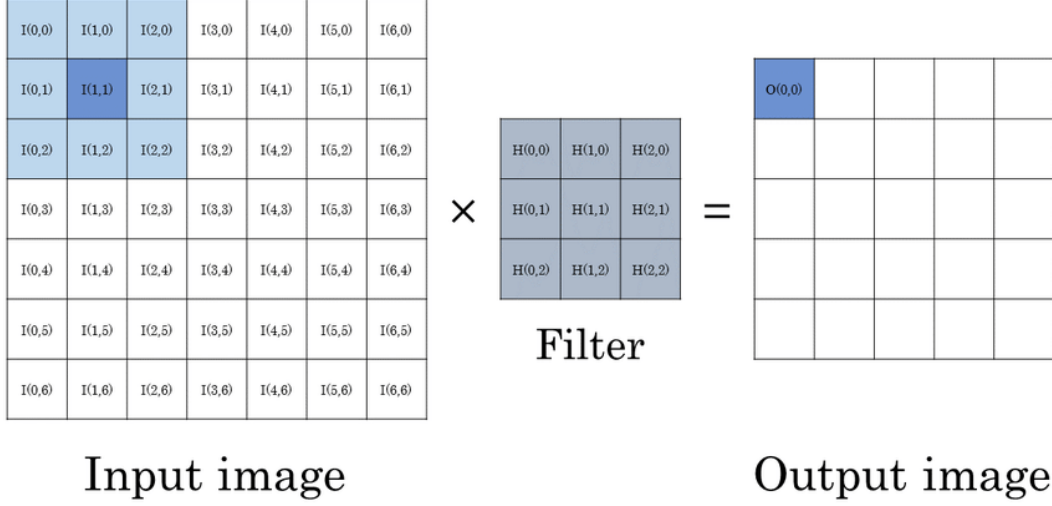 I(0,0) I(1,0) I(2,0) I(3,0) I(4,0) I(5,0) I(6,0)
I(0,1) I(1,1) I(2,1) I(3,1) I(4,1) I(5,1) I(6,1)
I(0,2) I(1,2) I(2,2) I(3,2) I(4,2) I(5,2) I(6,2)
I(0,3) I(1,3) I(2,3) I(3,3) I(4,3) I(5,3) I(6,3)
I(0,4) I(1,4) I(2,4) I(3,4) I(4,4) I(5,4) I(6,4)
I(0,5) I(1,5) I(2,5) I(3,5) I(4,5) I(5,5) I(6,5)
I(0,6) I(1,6) I(2,6) I(3,6) I(4,6) I(5,6) I(6,6)
Input image
×
H(0,0) H(1,0) H(2,0)
H(0,1) H(1,1) H(2,1)
H(0,2) H(1,2) H(2,2)
Filter
=
O(0,0)
Output image